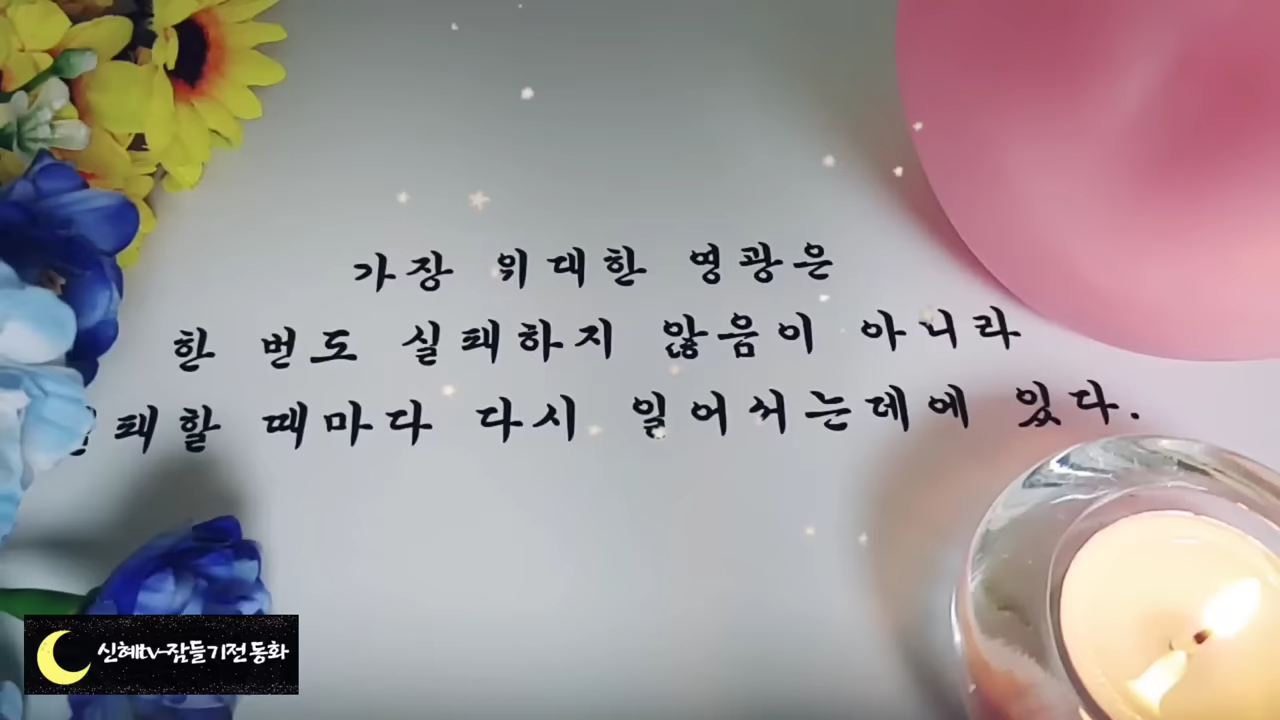 가장 위대한 영광은
한 번도 실패하지 않음이 아니라
때마다 다시 일어서는데에 있다.
신혜tv-잠들기전동화